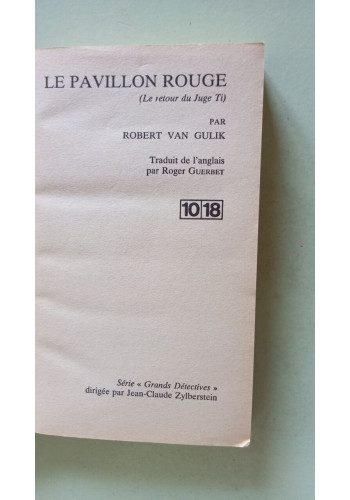 LE PAVILLON ROUGE
(Le retour du Juge Ti)
PAR
ROBERT VAN GULIK
Traduit de l'anglais
par Roger GUERBET
10|18
Série « Grands Détectives »
dirigée par Jean-Claude Zylberstein